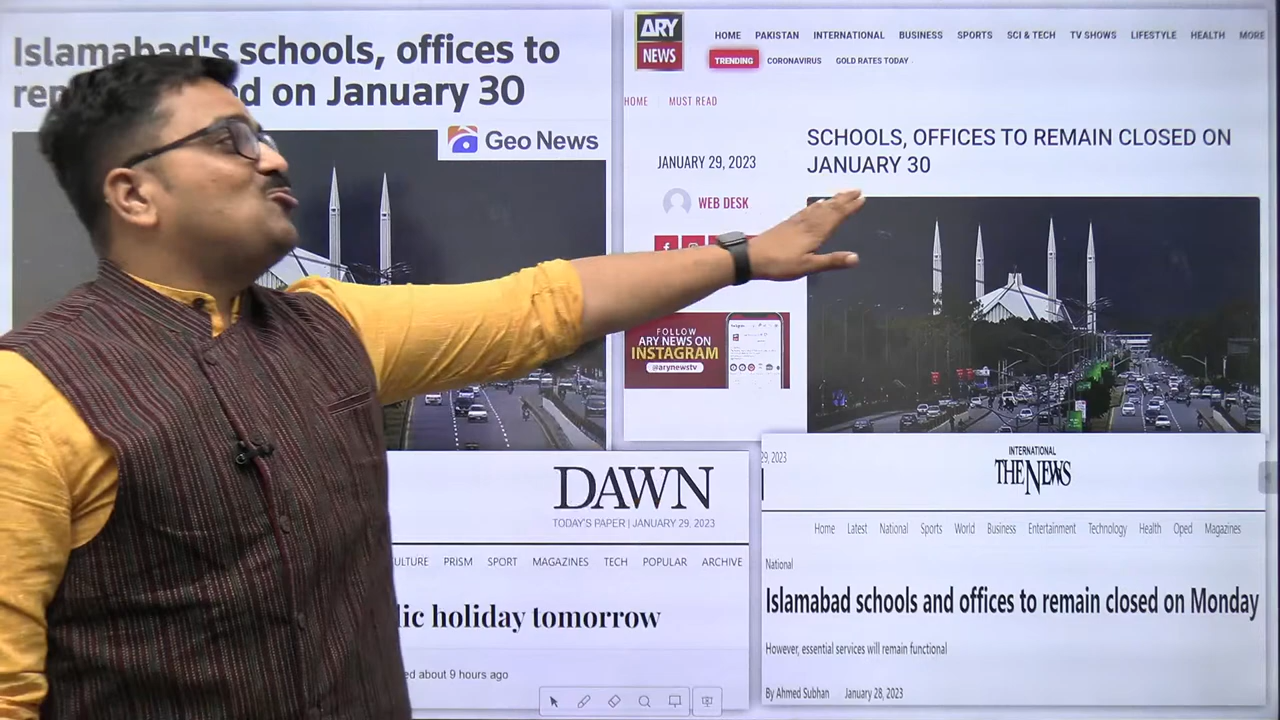 Islamabad's schools, offices to
on January 30
Geo News
ARY
NEWS
HOME PAKISTAN INTERNATIONAL BUSINESS SPORTS SCI & TECH TV SHOWS LIFESTYLE HEALTH MORE
TRENDING CORONAVIRUS GOLD RATES TODAY
HOME MUST READ
SCHOOLS, OFFICES TO REMAIN CLOSED ON
JANUARY 30
JANUARY 29, 2023
WEB DESK
FOLLOW
ARY NEWS ON
INSTAGRAM
@arynewstv
DAWN
TODAY'S PAPER | JANUARY 29, 2023
ULTURE PRISM SPORT MAGAZINES TECH POPULAR ARCHIVE
lic holiday tomorrow
ed about 9 hours ago
29, 2023
INTERNATIONAL
THE NEWS
Home Latest National Sports World Business Entertainment Technology Health Oped Magazines
National
Islamabad schools and offices to remain closed on Monday
However, essential services will remain functional
By Ahmed Subhan January 28, 2023